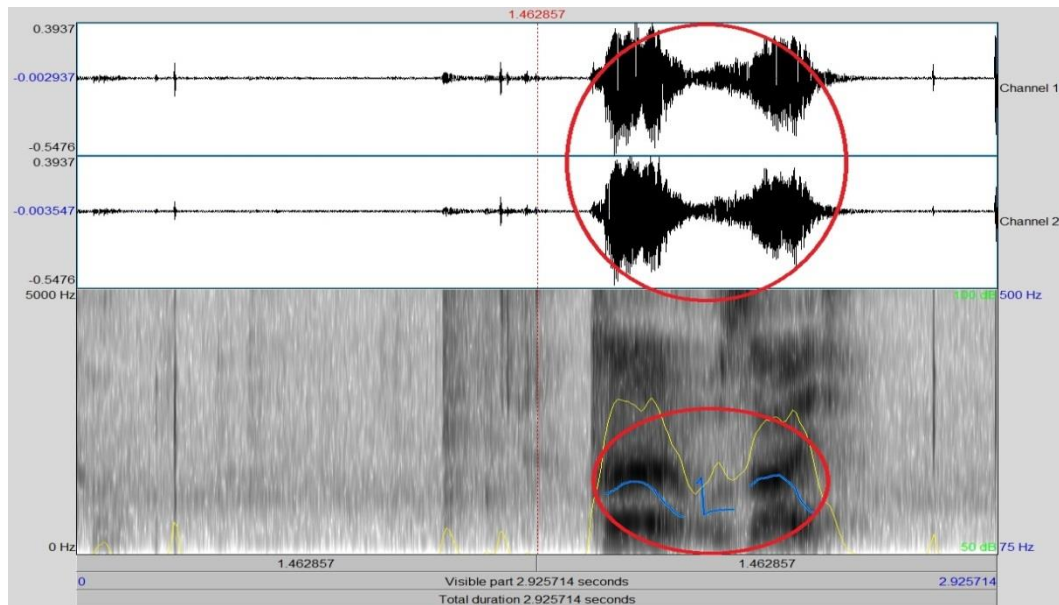 1.462857
0.3937
-0.002937
Channel 1
-0.5476
0.3937
-0.003547
Channel 2
-0.5476
5000 Hz
100 dB 500 Hz
0 Hz
50 dB 75 Hz
1.462857 1.462857
0 Visible part 2.925714 seconds 2.925714
Total duration 2.925714 seconds